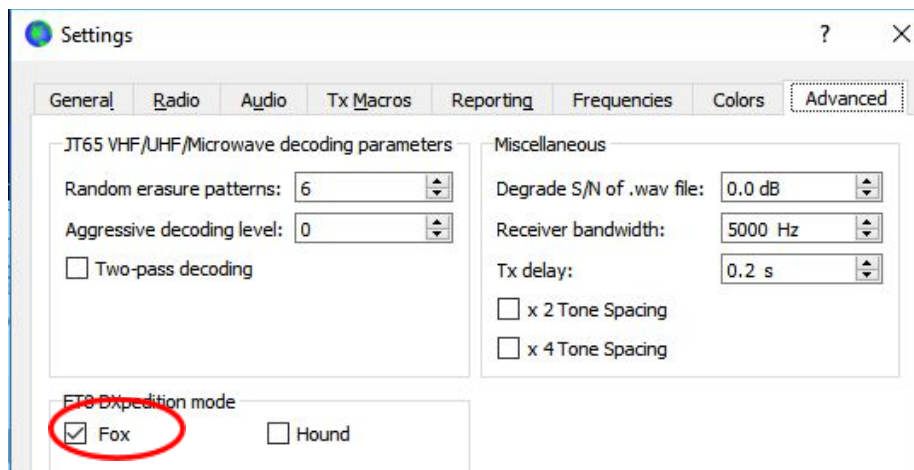 Settings
?
General Radio Audio Tx Macros Reporting Frequencies Colors Advanced
JT65 VHF/UHF/Microwave decoding parameters
Random erasure patterns: 6
Aggressive decoding level: 0
Two-pass decoding
Miscellaneous
Degrade S/N of .wav file: 0.0 dB
Receiver bandwidth: 5000 Hz
Tx delay: 0.2 s
x 2 Tone Spacing
x 4 Tone Spacing
FT8 DXpedition mode
Fox Hound